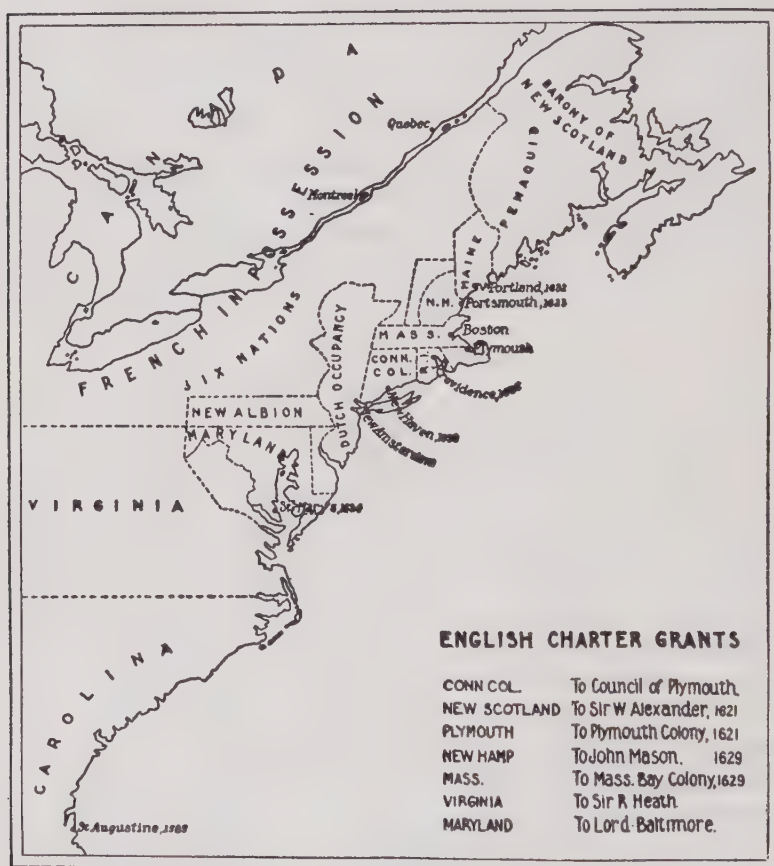 CANADA
FRENCH IN POSSESSION
Quebec
Montreal
BARONY OF
NEW SCOTLAND
PEMAQUID
MAINE
Portland, 1632
N.H.
Portsmouth, 1623
MASS.
Boston
Plymouth
CONN.
COL.
R.I.
Providence, 1636
New Haven, 1638
New Amsterdam
SIX NATIONS
DUTCH OCCUPANCY
NEW ALBION
MARYLAND
St. Mary's, 1634
VIRGINIA
CAROLINA
St. Augustine, 1565
ENGLISH CHARTER GRANTS
CONN COL. To Council of Plymouth.
NEW SCOTLAND To Sir W Alexander, 1621
PLYMOUTH To Plymouth Colony, 1621
NEW HAMP To John Mason. 1629
MASS. To Mass. Bay Colony, 1629
VIRGINIA To Sir R Heath
MARYLAND To Lord Baltimore.